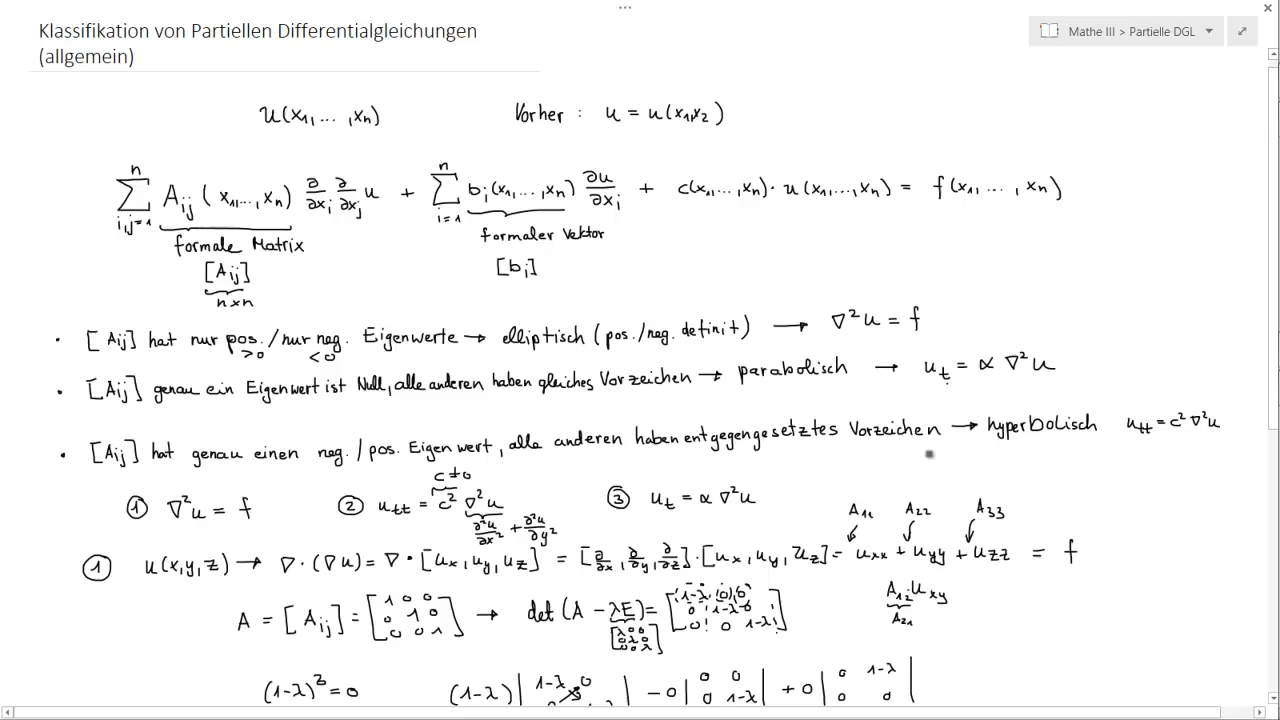 Klassifikation von Partiellen Differentialgleichungen
(allgemein)
Mathe III > Partielle DGL
u(x₁,...,xₙ) Vorher : u = u(x₁,x₂)
n n
∑ Aᵢⱼ (x₁,...,xₙ) ∂/∂xᵢ ∂/∂xⱼ u + ∑ bᵢ(x₁,...,xₙ) ∂u/∂xᵢ + c(x₁,...,xₙ)·u(x₁,...,xₙ) = f(x₁,...,xₙ)
i,j=1 i=1
formale Matrix formaler Vektor
[Aᵢⱼ] [bᵢ]
n×n
· [Aᵢⱼ] hat nur pos./nur neg. Eigenwerte → elliptisch (pos./neg. definit) → ∇²u = f
>0 <0
· [Aᵢⱼ] genau ein Eigenwert ist Null, alle anderen haben gleiches Vorzeichen → parabolisch → uₜ = α ∇²u
· [Aᵢⱼ] hat genau einen neg./pos. Eigenwert, alle anderen haben entgegengesetztes Vorzeichen → hyperbolisch uₜₜ = c² ∇²u
c≠0
① ∇²u = f ② uₜₜ = c² ∇²u ③ uₜ = α ∇²u
∂²u/∂x² + ∂²u/∂y²
A₁₁ A₂₂ A₃₃
① u(x,y,z) → ∇·(∇u) = ∇·[uₓ, u_y, u_z] = [∂/∂x, ∂/∂y, ∂/∂z]·[uₓ, u_y, u_z] = uₓₓ + u_yy + u_zz = f
A₁₂ u_xy
A₂₁
A = [Aᵢⱼ] = [1 0 0; 0 1 0; 0 0 1] → det(A − λE) = [(1-λ) (0) (0); 0 1-λ 0; 0 0 1-λ]
[λ 0 0; 0 λ 0; 0 0 λ]
(1-λ)³ = 0 (1-λ) | 1-λ 0 | − 0 | 0 0; 0 1-λ | + 0 | 0 1-λ; 0 0 |